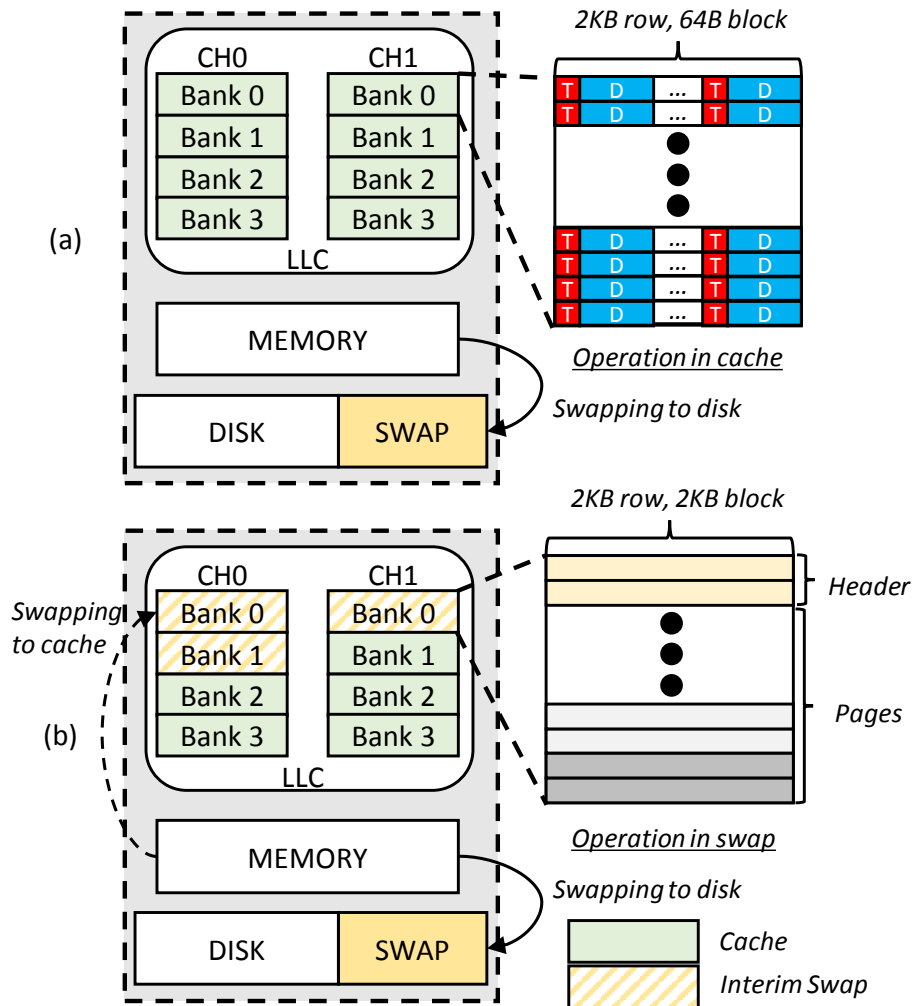 2KB row, 64B block
CH0 CH1
Bank 0 Bank 0 T D ... T D
T D ... T D
Bank 1 Bank 1
Bank 2 Bank 2
Bank 3 Bank 3
(a)
T D ... T D
LLC T D ... T D
T D ... T D
T D ... T D
MEMORY
Operation in cache
Swapping to disk
DISK SWAP
2KB row, 2KB block
CH0 CH1
Header
Swapping
to cache
Bank 0 Bank 0
Bank 1 Bank 1
Bank 2 Bank 2
Bank 3 Bank 3
Pages
(b)
LLC
MEMORY
Operation in swap
Swapping to disk
DISK SWAP
Cache
Interim Swap